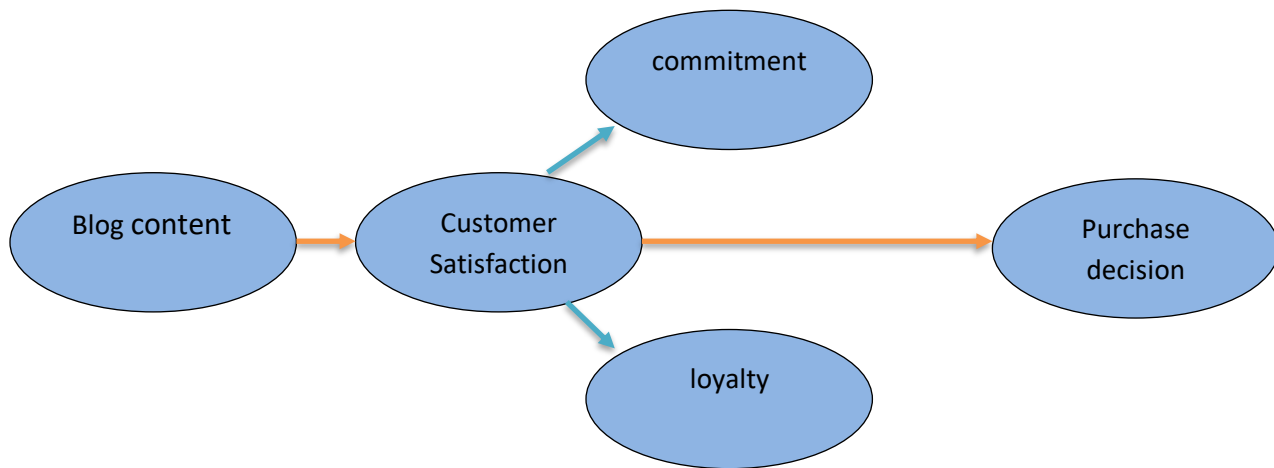 commitment
Blog content
Customer
Satisfaction
Purchase
decision
loyalty